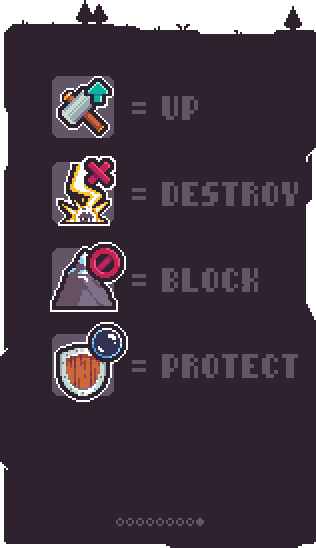 = UP
= DESTROY
= BLOCK
= PROTECT